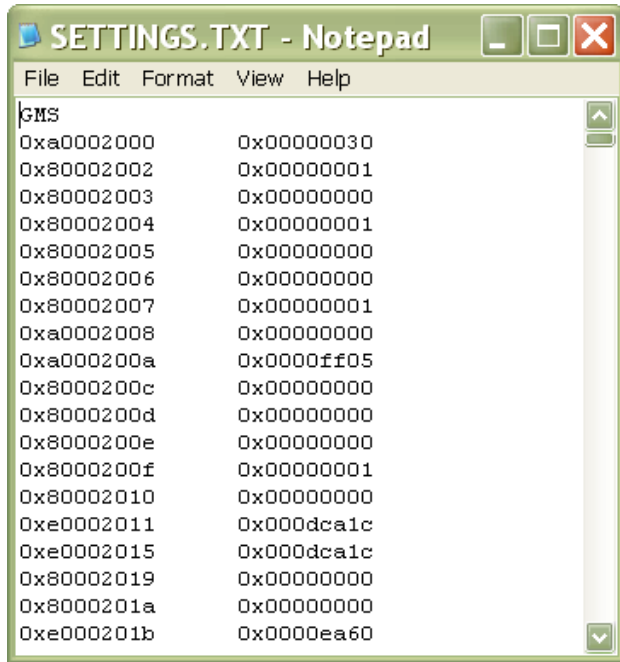 SETTINGS.TXT - Notepad
File Edit Format View Help
GMS
0xa0002000 0x00000030
0x80002002 0x00000001
0x80002003 0x00000000
0x80002004 0x00000001
0x80002005 0x00000000
0x80002006 0x00000000
0x80002007 0x00000001
0xa0002008 0x00000000
0xa000200a 0x0000ff05
0x8000200c 0x00000000
0x8000200d 0x00000000
0x8000200e 0x00000000
0x8000200f 0x00000001
0x80002010 0x00000000
0xe0002011 0x000dca1c
0xe0002015 0x000dca1c
0x80002019 0x00000000
0x8000201a 0x00000000
0xe000201b 0x0000ea60